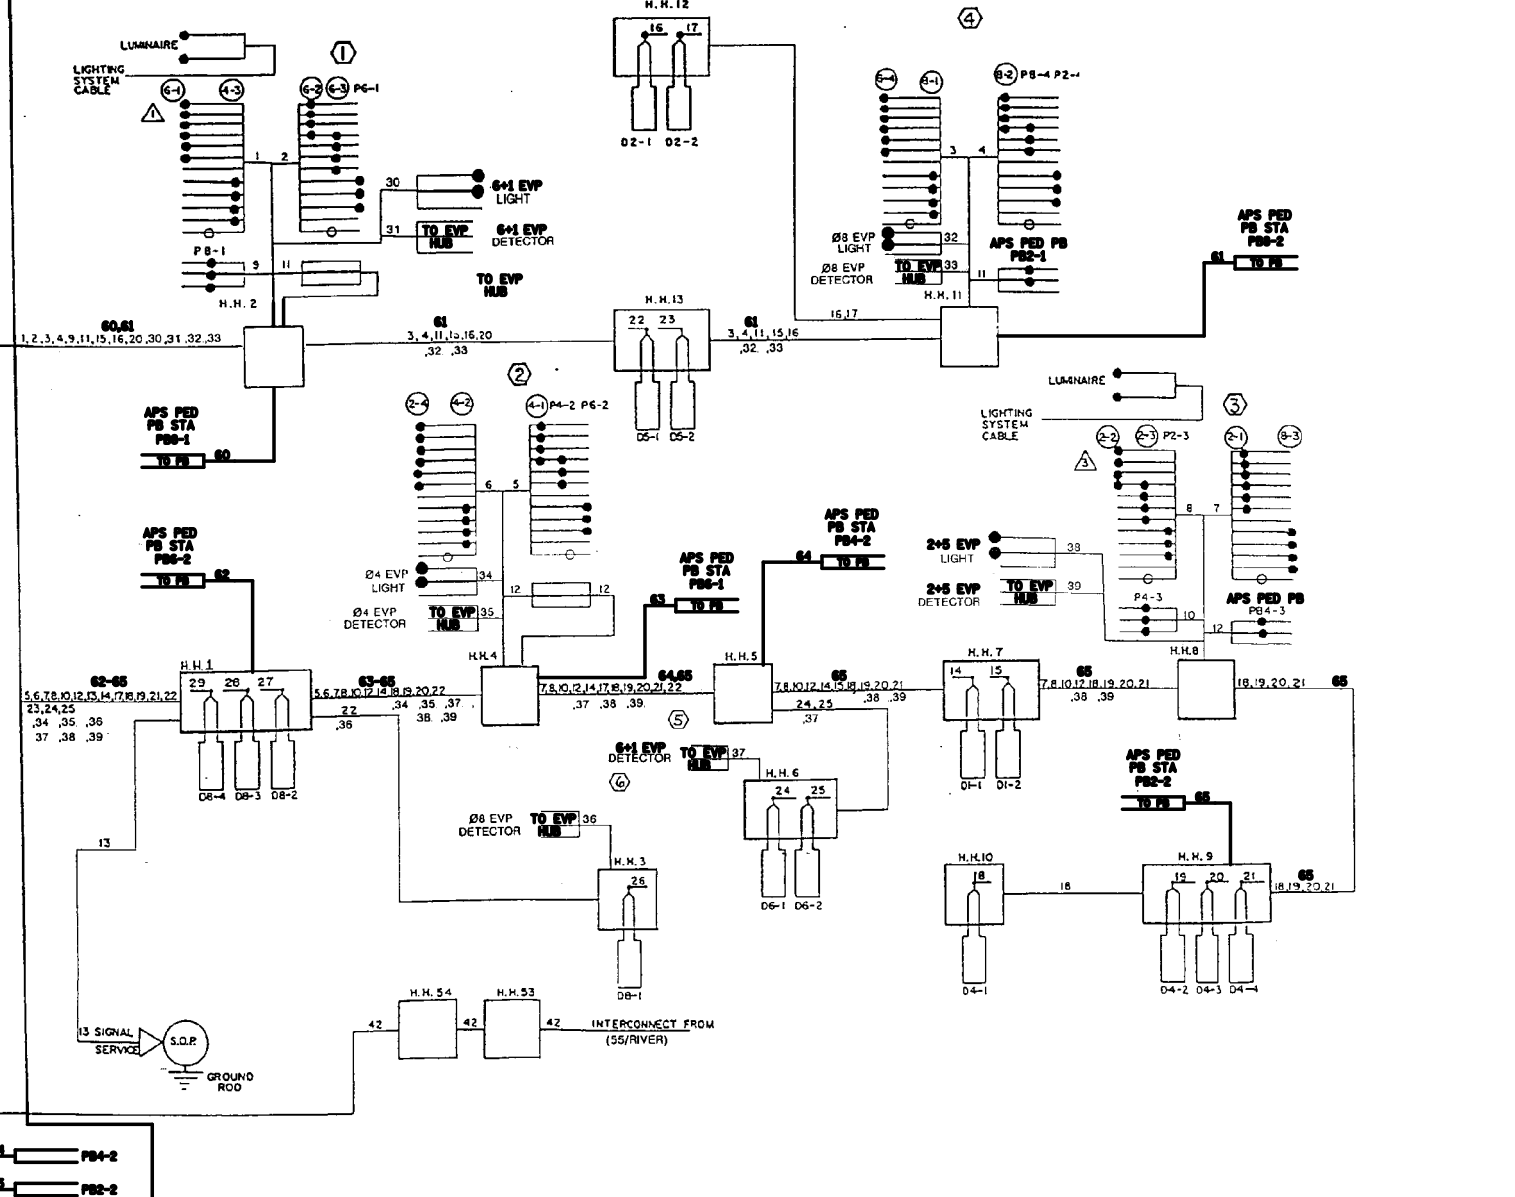 H.H.12
16 17
D2-1 D2-2
4
LUMINAIRE
LIGHTING
SYSTEM
CABLE
1
6-1 4-3 6-2 6-3 P6-1
1
1 2
30
6+1 EVP
LIGHT
31
TO EVP
HUB
6+1 EVP
DETECTOR
P8-1
9 11
TO EVP
HUB
H.H.2
60,61
1,2,3,4,9,11,15,16,20,30,31,32,33
61
3,4,11,15,16,20
,32 ,33
H.H.13
22 23
D5-1 D5-2
61
3,4,11,15,16
,32 ,33
16,17
8-1
8-2 P8-4
3 4
Ø8 EVP
LIGHT
32
Ø8 EVP
DETECTOR
TO EVP
HUB
33
APS PED PB
PB2-1
11
H.H.11
APS PED
PB STA
61
TO PB
APS PED
PB STA
TO PB
60
2
2-4 4-2 4-1 P4-2 P6-2
6 5
Ø4 EVP
LIGHT
34
Ø4 EVP
DETECTOR
TO EVP
HUB
35
12 12
H.H.4
LUMINAIRE
LIGHTING
SYSTEM
CABLE
3
2-2 2-3 P2-3 2-1 8-3
3
8 7
2+5 EVP
LIGHT
38
2+5 EVP
DETECTOR
TO EVP
HUB
39
P4-3
10
12
APS PED PB
PB4-3
H.H.8
APS PED
PB STA
TO PB
62
APS PED
PB STA
63
TO PB
APS PED
PB STA
PB4-2
64
TO PB
H.H.1
29 28 27
D8-4 D8-3 D8-2
62-65
5,6,7,8,10,12,13,14,17,18,19,21,22
23,24,25
,34 ,35 ,36
37 ,38 ,39
63-65
5,6,7,8,10,12,14,18,19,20,22
,34 ,35 ,37
38 ,39
22
,36
64,65
7,8,10,12,14,17,18,19,20,21,22
,37 ,38 ,39
H.H.5
65
7,8,10,12,14,15,18,19,20,21
,38 ,39
24,25
,37
H.H.7
14 15
D1-1 D1-2
65
7,8,10,12,18,19,20,21
,38 ,39
18,19,20,21
65
5
6+1 EVP
DETECTOR
TO EVP
HUB
37
6
H.H.6
24 25
D6-1 D6-2
Ø8 EVP
DETECTOR
TO EVP
HUB
36
H.H.3
26
D8-1
APS PED
PB STA
PB2-2
TO PB
65
H.H.10
18
D4-1
18
H.H.9
19 20 21
D4-2 D4-3 D4-4
65
18,19,20,21
13
13 SIGNAL
SERVICE
S.O.P.
GROUND
ROD
H.H.54
H.H.53
42 42 42
INTERCONNECT FROM
(55/RIVER)
PB4-2
PB2-2